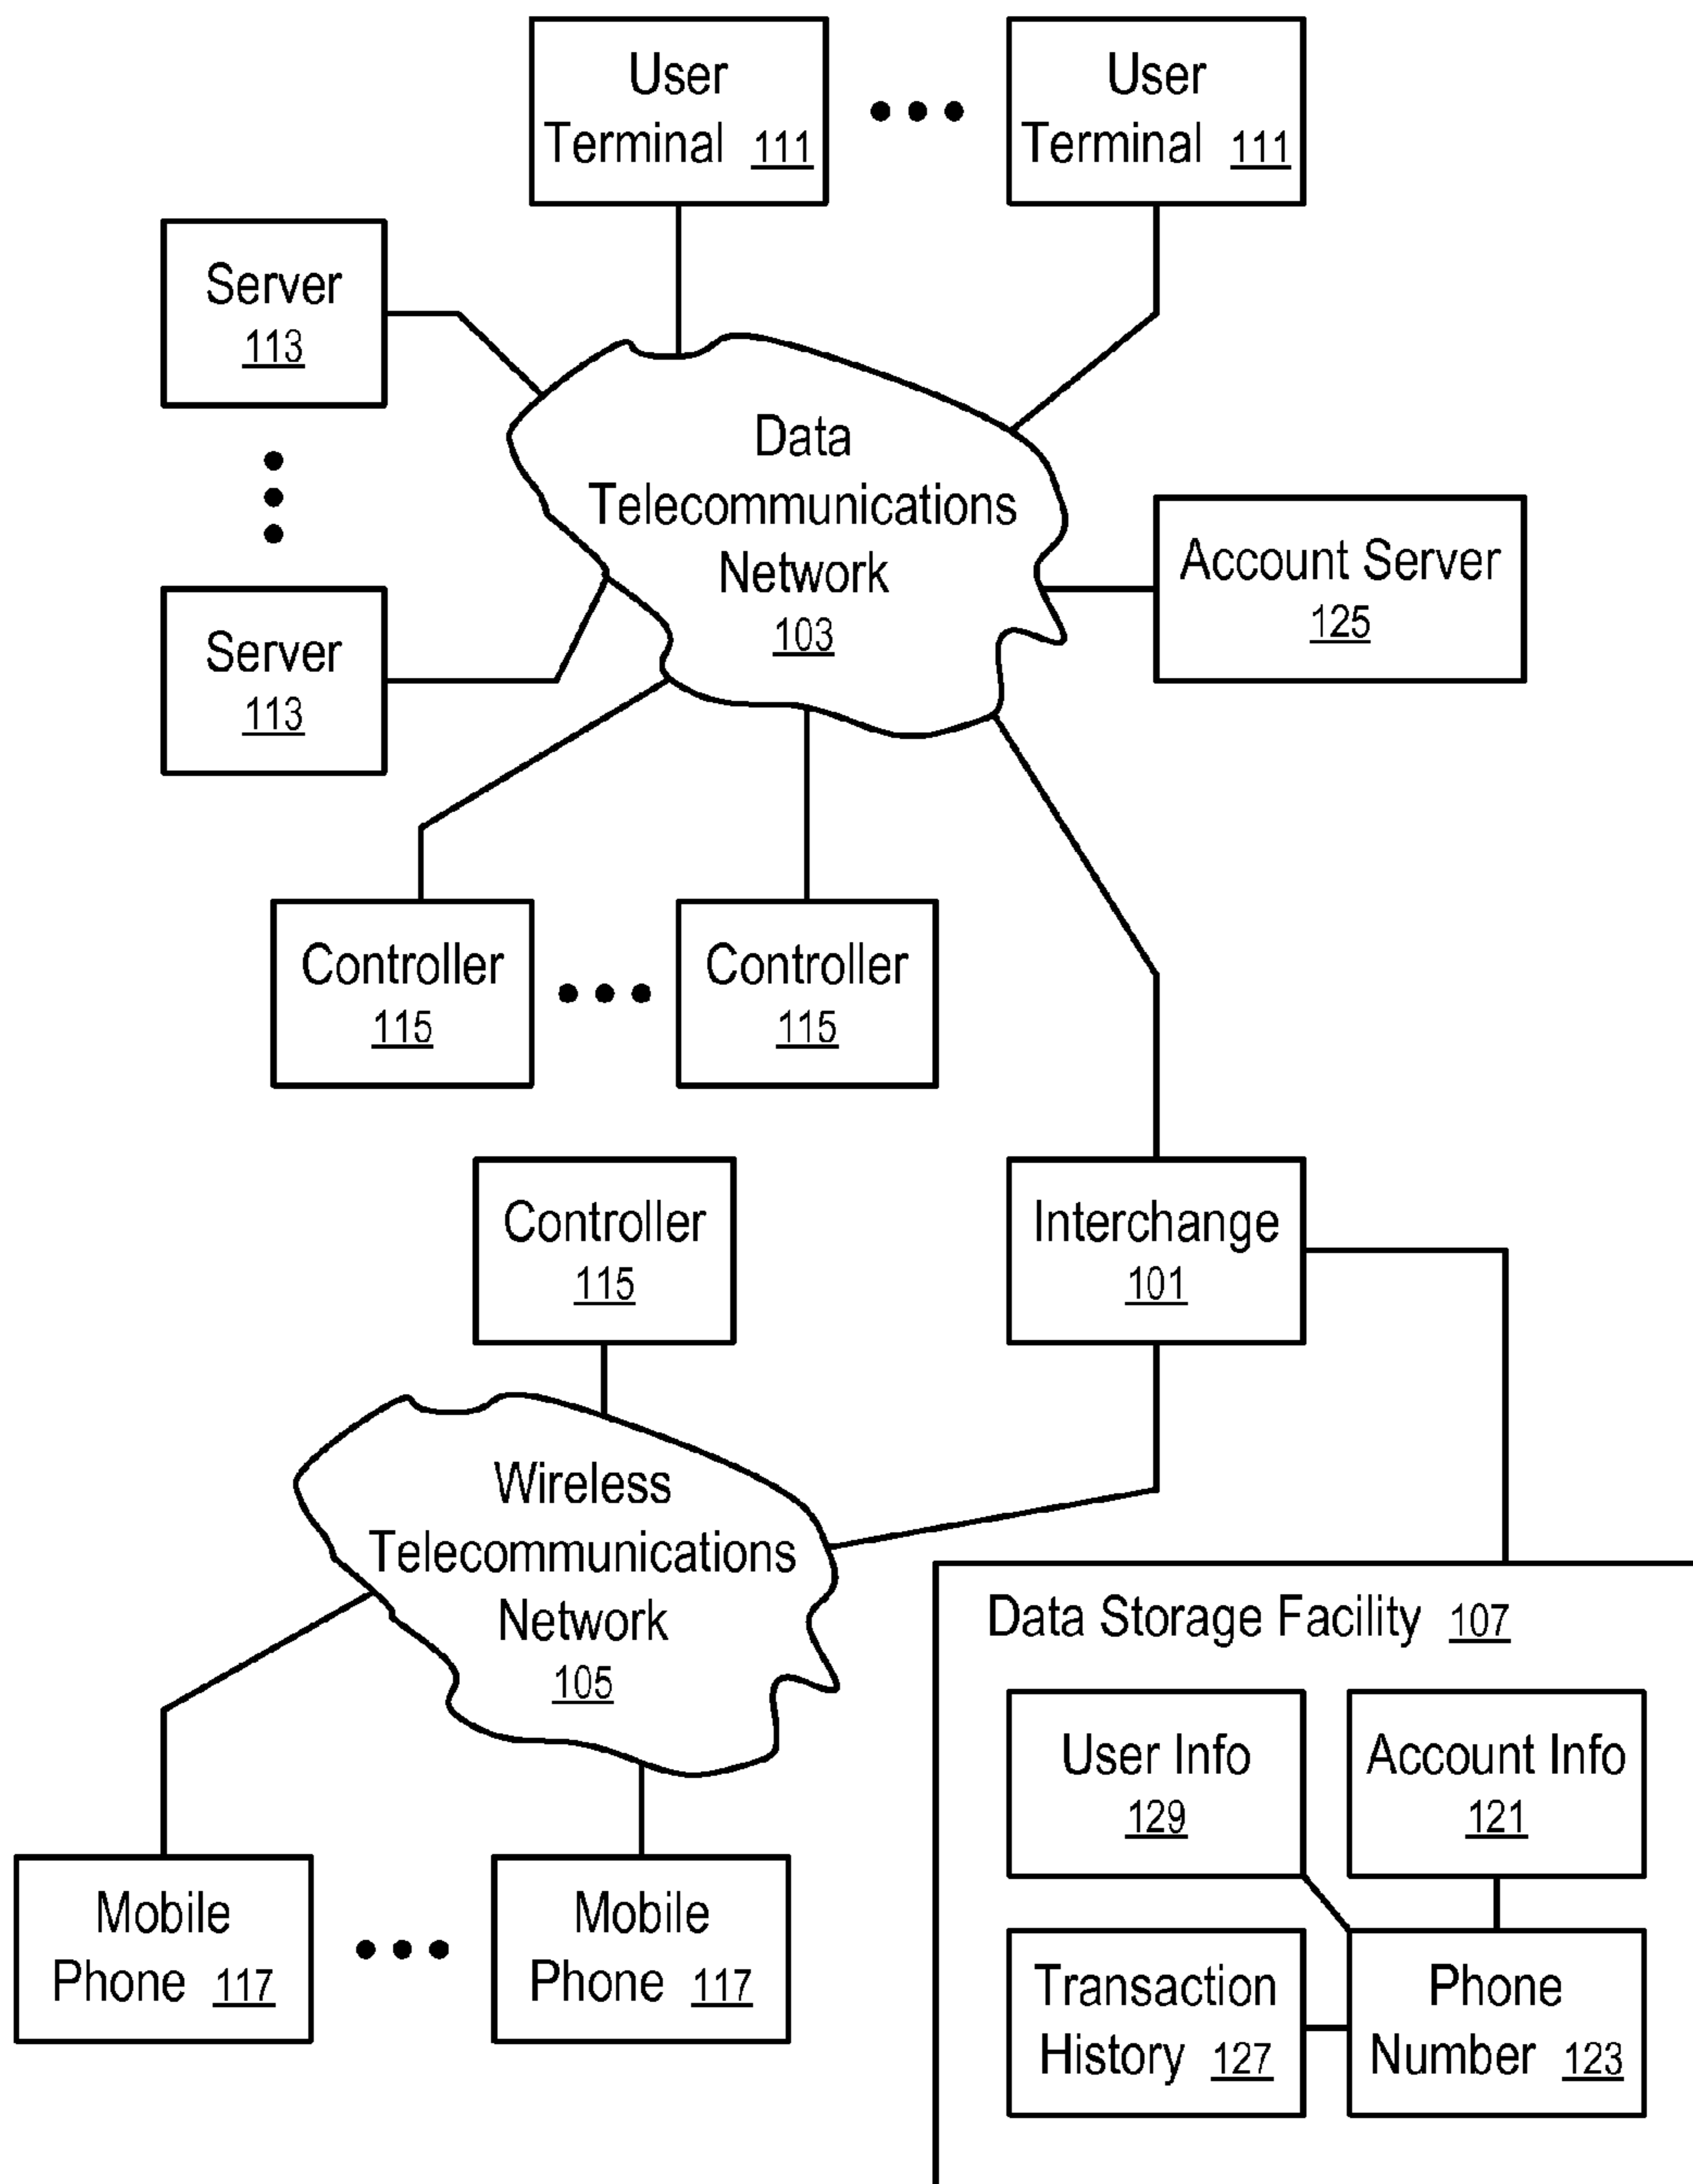 User
Terminal 111
User
Terminal 111
Server
113
Data
Telecommunications
Network
103
Account Server
125
Server
113
Controller
115
Controller
115
Controller
115
Interchange
101
Wireless
Telecommunications
Network
105
Data Storage Facility 107
User Info
129
Account Info
121
Mobile
Phone 117
Mobile
Phone 117
Transaction
History 127
Phone
Number 123